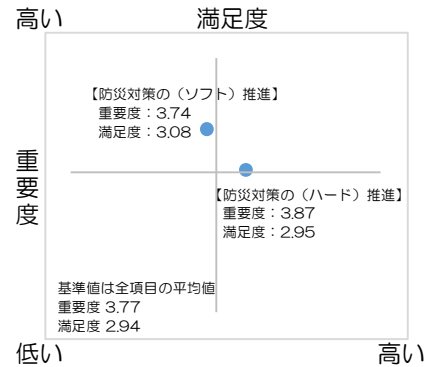 高い
満足度
【防災対策の（ソフト）推進】
重要度：3.74
満足度：3.08
重要度
【防災対策の（ハード）推進】
重要度：3.87
満足度：2.95
基準値は全項目の平均値
重要度 3.77
満足度 2.94
低い
高い